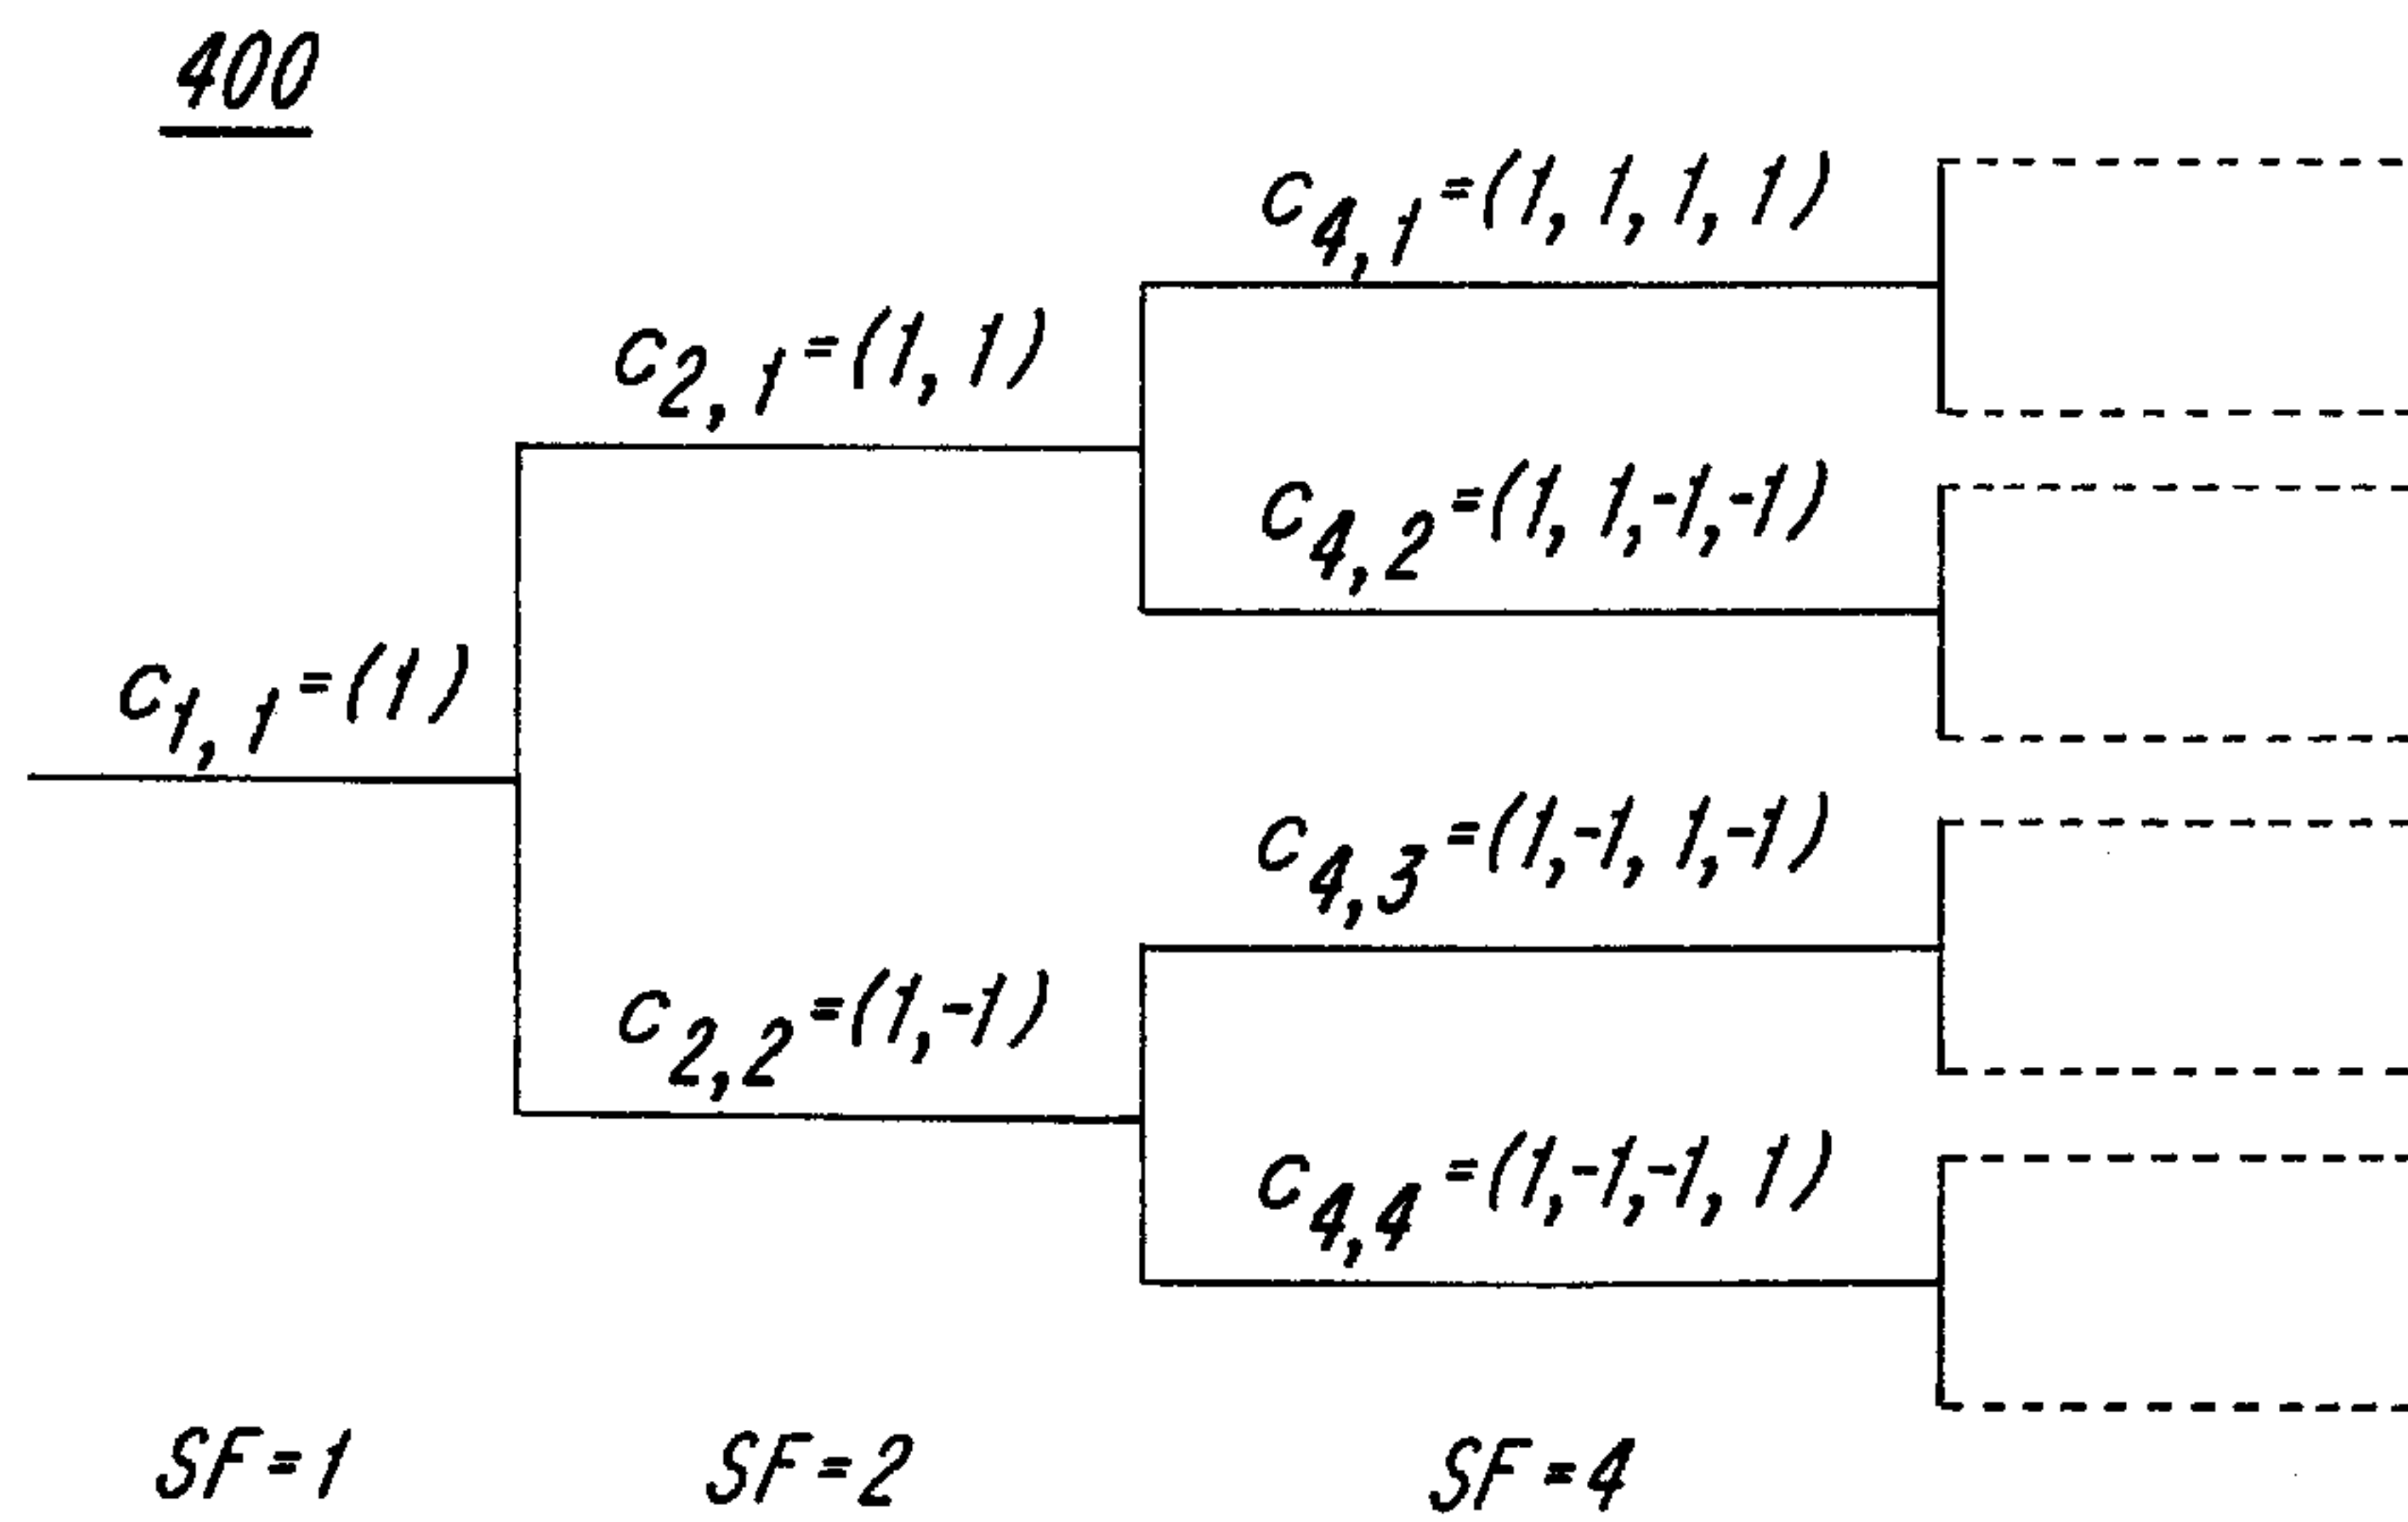 400
c4,1=(1, 1, 1, 1)
c2,1=(1, 1)
c4,2=(1, 1,-1,-1)
c1,1=(1)
c4,3=(1,-1, 1,-1)
c2,2=(1,-1)
c4,4=(1,-1,-1, 1)
SF=1 SF=2 SF=4